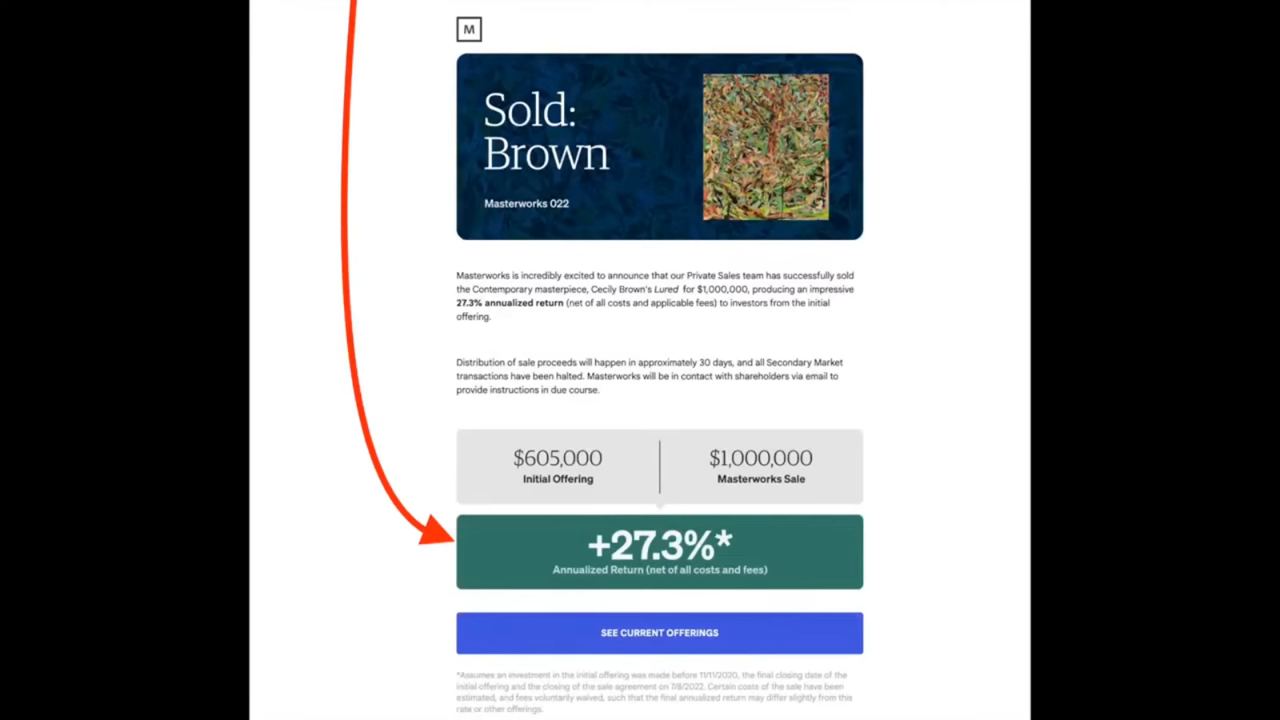 M
Sold:
Brown
Masterworks 022
Masterworks is incredibly excited to announce that our Private Sales team has successfully sold
the Contemporary masterpiece, Cecily Brown's Lured for $1,000,000, producing an impressive
27.3% annualized return (net of all costs and applicable fees) to investors from the initial
offering.
Distribution of sale proceeds will happen in approximately 30 days, and all Secondary Market
transactions have been halted. Masterworks will be in contact with shareholders via email to
provide instructions in due course.
$605,000
Initial Offering
$1,000,000
Masterworks Sale
+27.3%*
Annualized Return (net of all costs and fees)
SEE CURRENT OFFERINGS
*Assumes an investment in the initial offering was made before 11/11/2020, the final closing date of the
initial offering and the closing of the sale agreement on 7/8/2022. Certain costs of the sale have been
estimated, and fees voluntarily waived, such that the final annualized return may differ slightly from this
rate or other offerings.